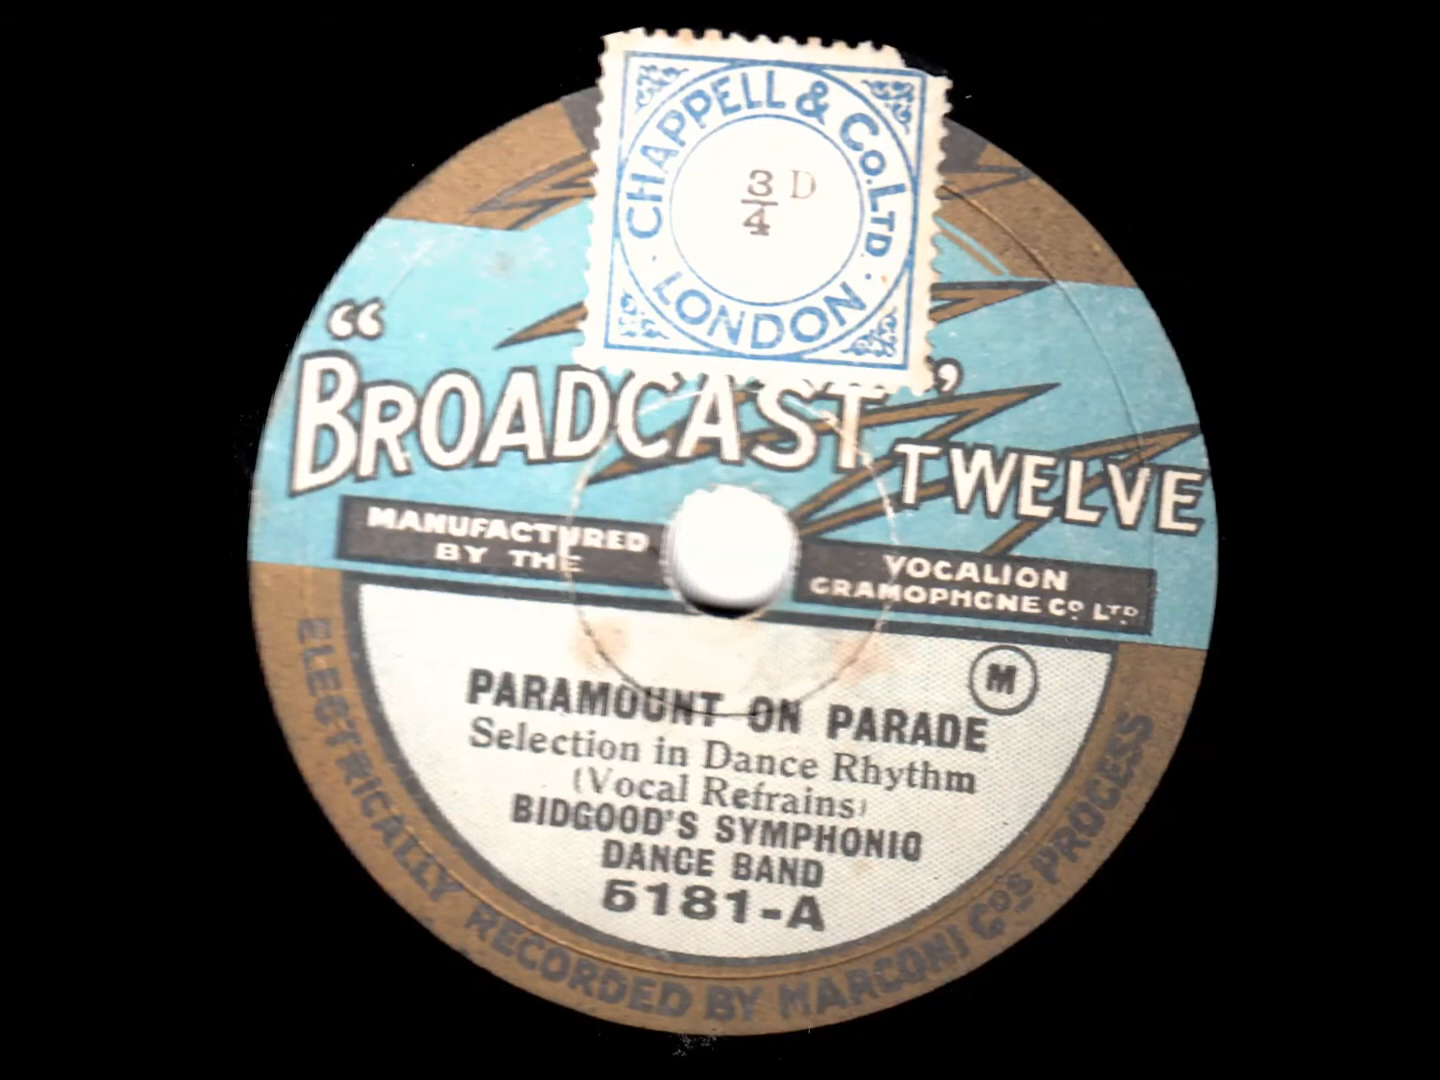 CHAPPELL & CO. LTD.
3/4 D
· LONDON ·
"BROADCAST"
TWELVE
MANUFACTURED
BY THE
VOCALION
GRAMOPHONE Cº LTD
M
PARAMOUNT ON PARADE
Selection in Dance Rhythm
(Vocal Refrains)
BIDGOOD'S SYMPHONIC
DANCE BAND
5181-A
ELECTRICALLY RECORDED BY MARCONI COS PROCESS